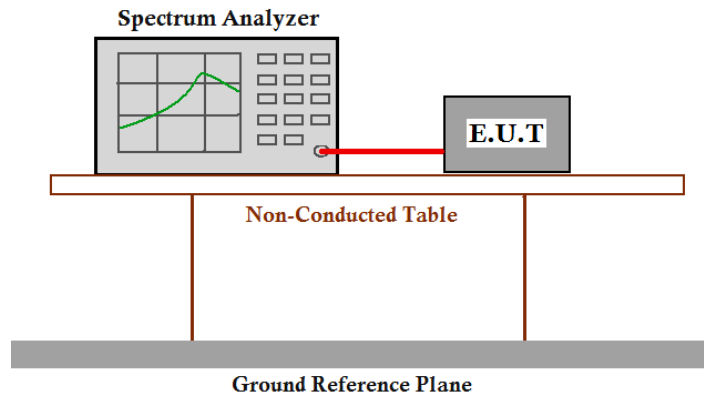 Spectrum Analyzer
E.U.T
Non-Conducted Table
Ground Reference Plane